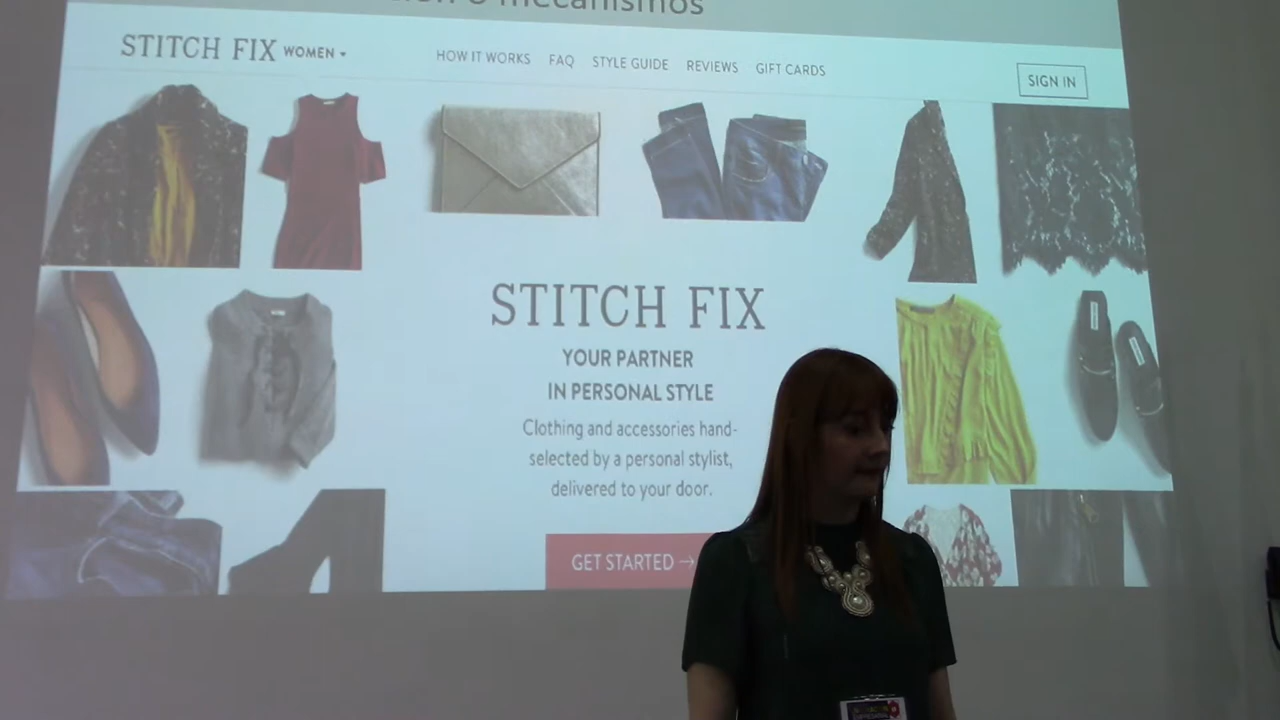 mecanismos
STITCH FIX WOMEN
HOW IT WORKS FAQ STYLE GUIDE REVIEWS GIFT CARDS
SIGN IN
STITCH FIX
YOUR PARTNER
IN PERSONAL STYLE
Clothing and accessories hand-
selected by a personal stylist,
delivered to your door.
GET STARTED →